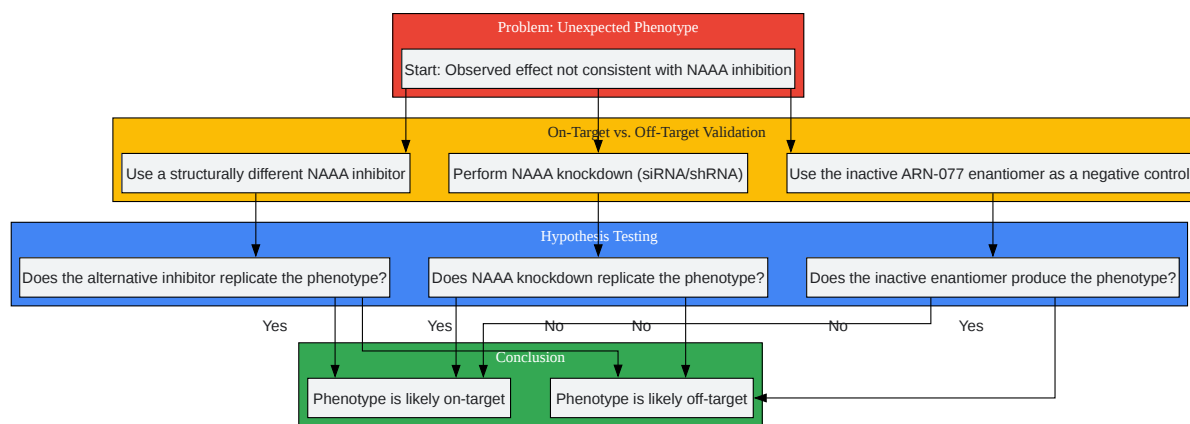 Problem: Unexpected Phenotype
Start: Observed effect not consistent with NAAA inhibition
On-Target vs. Off-Target Validation
Use a structurally different NAAA inhibitor
Perform NAAA knockdown (siRNA/shRNA)
Use the inactive ARN-077 enantiomer as a negative control
Hypothesis Testing
Does the alternative inhibitor replicate the phenotype?
Does NAAA knockdown replicate the phenotype?
Does the inactive enantiomer produce the phenotype?
Yes
Yes
No
No
No
Yes
Conclusion
Phenotype is likely on-target
Phenotype is likely off-target